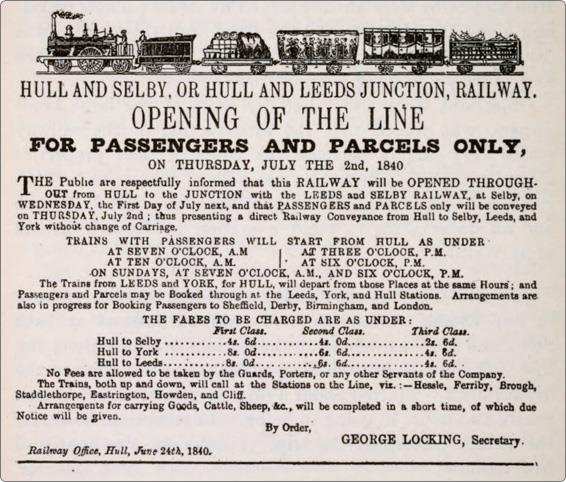 HULL AND SELBY, OR HULL AND LEEDS JUNCTION, RAILWAY.
OPENING OF THE LINE
FOR PASSENGERS AND PARCELS ONLY,
ON THURSDAY, JULY THE 2nd, 1840
THE Public are respectfully informed that this RAILWAY will be OPENED THROUGH-
OUT from HULL to the JUNCTION with the LEEDS and SELBY RAILWAY, at Selby, on
WEDNESDAY, the First Day of July next, and that PASSENGERS and PARCELS only will be conveyed
on THURSDAY, July 2nd ; thus presenting a direct Railway Conveyance from Hull to Selby, Leeds, and
York without change of Carriage.
TRAINS WITH PASSENGERS WILL START FROM HULL AS UNDER
AT SEVEN O'CLOCK, A.M | AT THREE O'CLOCK, P.M.
AT TEN O'CLOCK, A.M. | AT SIX O'CLOCK, P.M.
ON SUNDAYS, AT SEVEN O'CLOCK, A.M., AND SIX O'CLOCK, P.M.
The Trains from LEEDS and YORK, for HULL, will depart from those Places at the same Hours ; and
Passengers and Parcels may be Booked through at the Leeds, York, and Hull Stations. Arrangements are
also in progress for Booking Passengers to Sheffield, Derby, Birmingham, and London.
THE FARES TO BE CHARGED ARE AS UNDER:
First Class. Second Class. Third Class.
Hull to Selby...........4s. 6d...........4s. 0d...........2s. 6d.
Hull to York ...........8s. 0d...........6s. 6d...........4s. 6d.
Hull to Leeds...........8s. 0d...........6s. 6d...........4s. 6d.
No Fees are allowed to be taken by the Guards, Porters, or any other Servants of the Company.
The Trains, both up and down, will call at the Stations on the Line, viz. :—Hessle, Ferriby, Brough,
Staddlethorpe, Eastrington, Howden, and Cliff.
Arrangements for carrying Goods, Cattle, Sheep, &c., will be completed in a short time, of which due
Notice will be given.
By Order,
GEORGE LOCKING, Secretary.
Railway Office, Hull, June 24th, 1840.